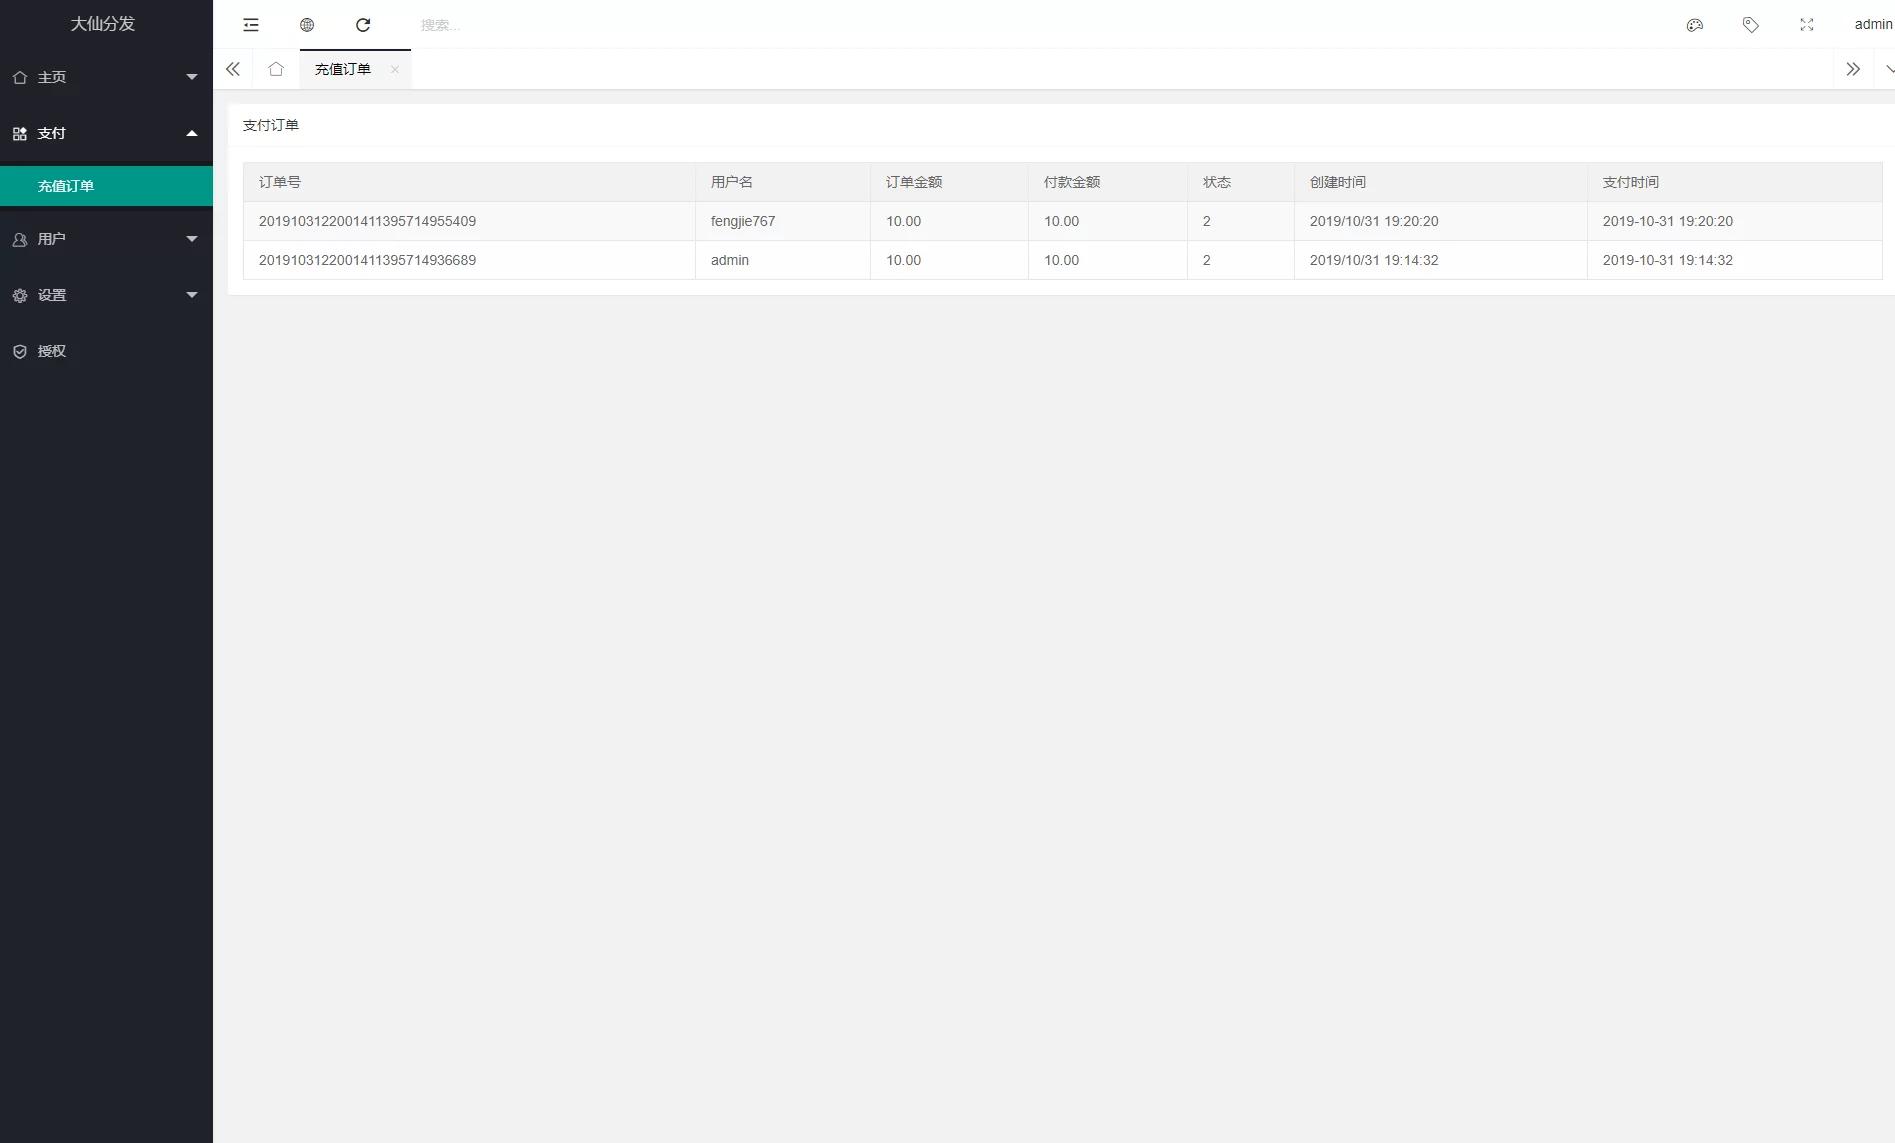 大仙分发
主页
支付
充值订单
用户
设置
授权
搜索...
admin
充值订单
支付订单
订单号 用户名 订单金额 付款金额 状态 创建时间 支付时间
2019103122001411395714955409 fengjie767 10.00 10.00 2 2019/10/31 19:20:20 2019-10-31 19:20:20
2019103122001411395714936689 admin 10.00 10.00 2 2019/10/31 19:14:32 2019-10-31 19:14:32